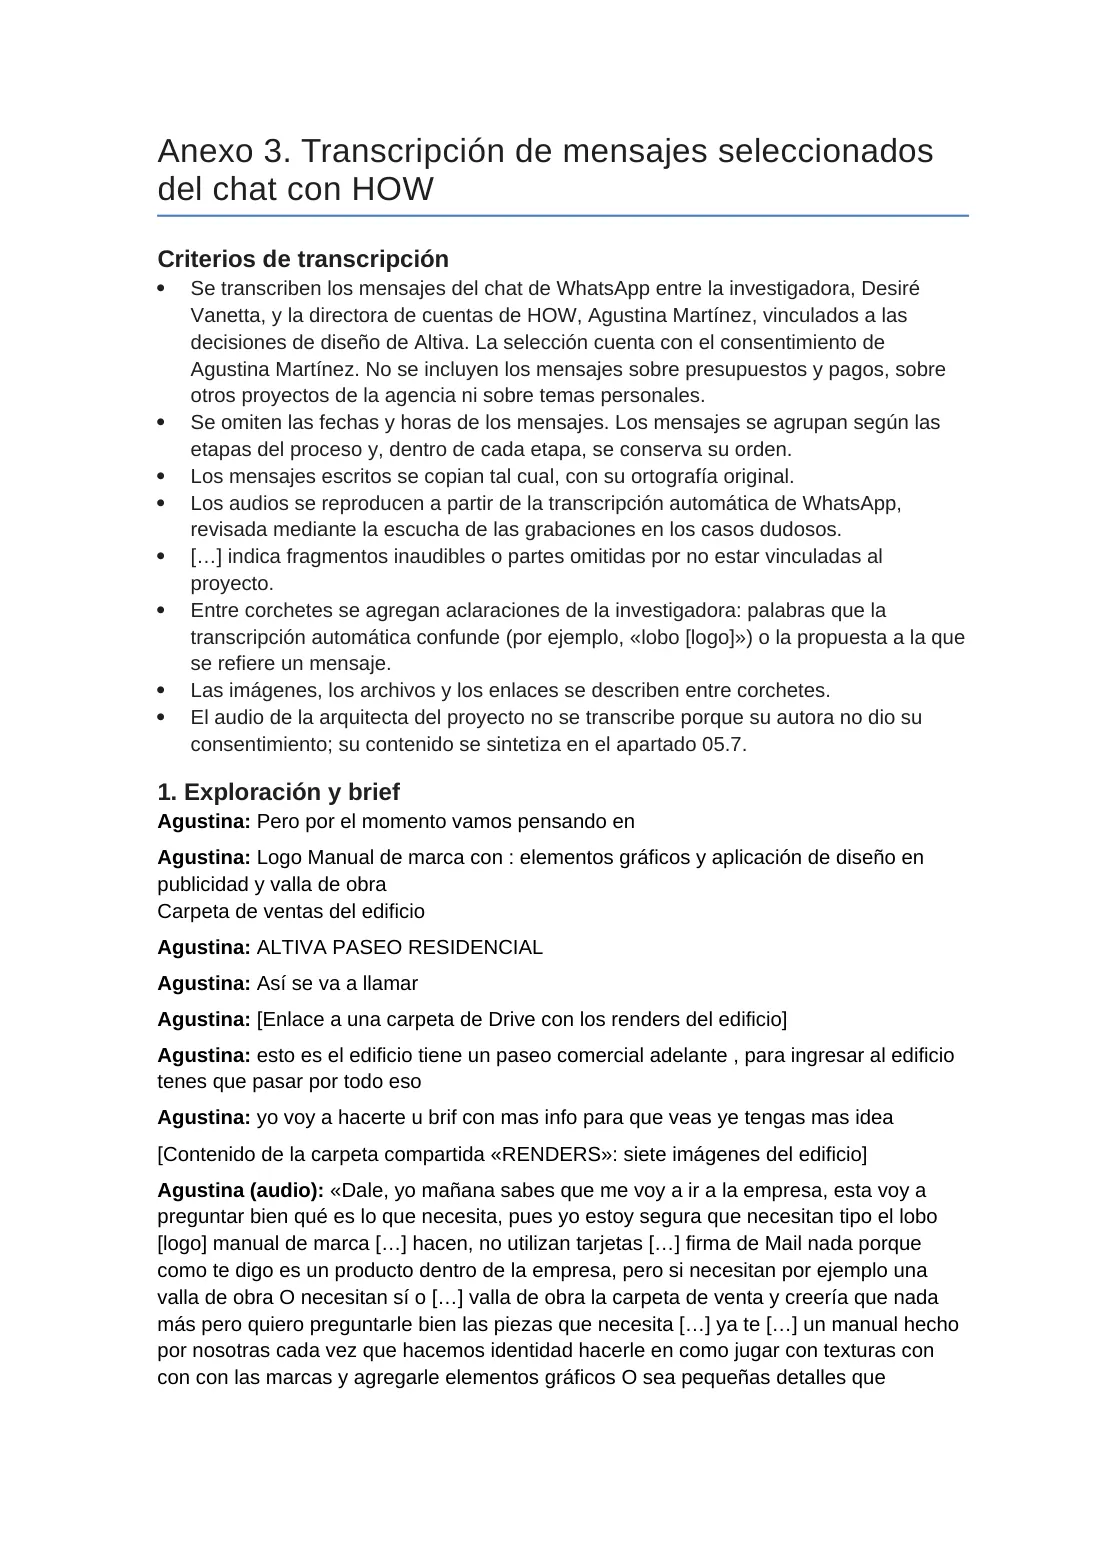 Anexo 3. Transcripción de mensajes seleccionados
del chat con HOW
Criterios de transcripción
• Se transcriben los mensajes del chat de WhatsApp entre la investigadora, Desiré
Vanetta, y la directora de cuentas de HOW, Agustina Martínez, vinculados a las
decisiones de diseño de Altiva. La selección cuenta con el consentimiento de
Agustina Martínez. No se incluyen los mensajes sobre presupuestos y pagos, sobre
otros proyectos de la agencia ni sobre temas personales.
• Se omiten las fechas y horas de los mensajes. Los mensajes se agrupan según las
etapas del proceso y, dentro de cada etapa, se conserva su orden.
• Los mensajes escritos se copian tal cual, con su ortografía original.
• Los audios se reproducen a partir de la transcripción automática de WhatsApp,
revisada mediante la escucha de las grabaciones en los casos dudosos.
• […] indica fragmentos inaudibles o partes omitidas por no estar vinculadas al
proyecto.
• Entre corchetes se agregan aclaraciones de la investigadora: palabras que la
transcripción automática confunde (por ejemplo, «lobo [logo]») o la propuesta a la que
se refiere un mensaje.
• Las imágenes, los archivos y los enlaces se describen entre corchetes.
• El audio de la arquitecta del proyecto no se transcribe porque su autora no dio su
consentimiento; su contenido se sintetiza en el apartado 05.7.
1. Exploración y brief
Agustina: Pero por el momento vamos pensando en
Agustina: Logo Manual de marca con : elementos gráficos y aplicación de diseño en
publicidad y valla de obra
Carpeta de ventas del edificio
Agustina: ALTIVA PASEO RESIDENCIAL
Agustina: Así se va a llamar
Agustina: [Enlace a una carpeta de Drive con los renders del edificio]
Agustina: esto es el edificio tiene un paseo comercial adelante , para ingresar al edificio
tenes que pasar por todo eso
Agustina: yo voy a hacerte u brif con mas info para que veas ye tengas mas idea
[Contenido de la carpeta compartida «RENDERS»: siete imágenes del edificio]
Agustina (audio): «Dale, yo mañana sabes que me voy a ir a la empresa, esta voy a
preguntar bien qué es lo que necesita, pues yo estoy segura que necesitan tipo el lobo
[logo] manual de marca […] hacen, no utilizan tarjetas […] firma de Mail nada porque
como te digo es un producto dentro de la empresa, pero si necesitan por ejemplo una
valla de obra O necesitan sí o […] valla de obra la carpeta de venta y creería que nada
más pero quiero preguntarle bien las piezas que necesita […] ya te […] un manual hecho
por nosotras cada vez que hacemos identidad hacerle en como jugar con texturas con
con con las marcas y agregarle elementos gráficos O sea pequeñas detalles que